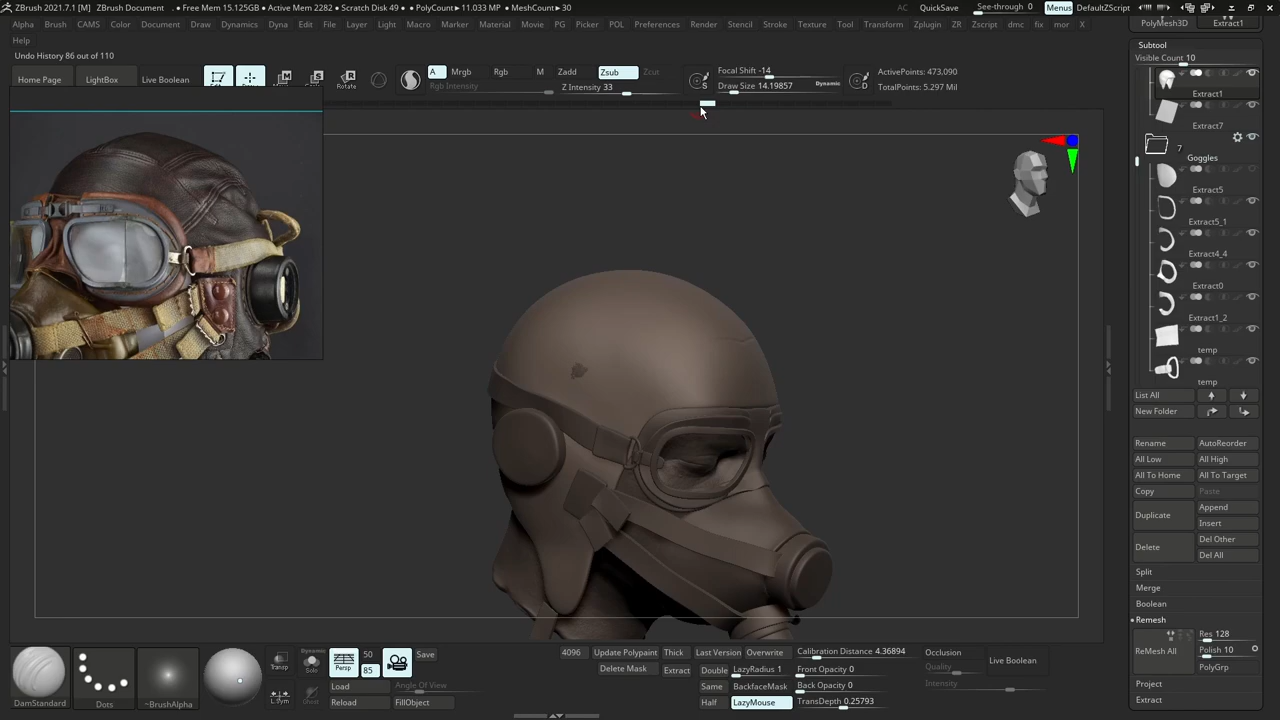 ZBrush 2021.7.1 [M]
ZBrush Document
. • Free Mem 15.125GB • Active Mem 2282 • Scratch Disk 49 •
PolyCount▸ 11.033 MP
• MeshCount▸ 30
AC
QuickSave
See-through 0
Menus
DefaultZScript
Alpha
Brush
CAMS
Color
Document
Draw
Dynamics
Dyna
Edit
File
Layer
Light
Macro
Marker
Material
Movie
PG
Picker
POL
Preferences
Render
Stencil
Stroke
Texture
Tool
Transform
Zplugin
ZR
Zscript
dmc
fix
mor
X
Help
Undo History 86 out of 110
Home Page
LightBox
Live Boolean
Rotate
A
Mrgb
Rgb
M
Zadd
Zsub
Zcut
Rgb Intensity
Z Intensity 33
S
Focal Shift -14
Draw Size 14.19857
Dynamic
D
ActivePoints: 473,090
TotalPoints: 5.297 Mil
PolyMesh3D
Extract1
Subtool
Visible Count 10
Extract1
Extract7
7
Goggles
Extract5
Extract5_1
Extract4_4
Extract0
Extract1_2
temp
temp
List All
New Folder
Rename
AutoReorder
All Low
All High
All To Home
All To Target
Copy
Paste
Duplicate
Append
Insert
Delete
Del Other
Del All
Split
Merge
Boolean
Remesh
ReMesh All
Res 128
Polish 10
PolyGrp
Project
Extract
DamStandard
Dots
~BrushAlpha
Transp
L.Sym
Dynamic
Solo
Persp
50
85
Save
Load
Reload
Angle Of View
FillObject
4096
Update Polypaint
Delete Mask
Thick
Extract
Last Version
Double
Same
Half
Overwrite
LazyRadius 1
BackfaceMask
LazyMouse
Calibration Distance 4.36894
Front Opacity 0
Back Opacity 0
TransDepth 0.25793
Occlusion
Quality
Intensity
Live Boolean